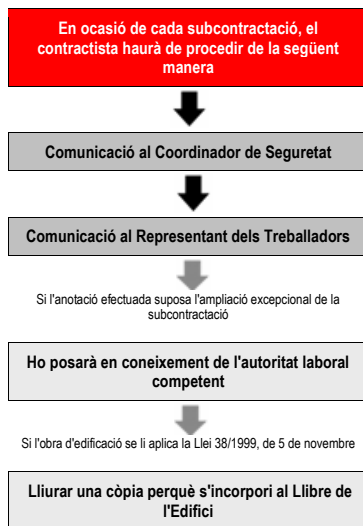 En ocasió de cada subcontractació, el
contractista haurà de procedir de la següent
manera
Comunicació al Coordinador de Seguretat
Comunicació al Representant dels Treballadors
Si l'anotació efectuada suposa l'ampliació excepcional de la
subcontractació
Ho posarà en coneixement de l'autoritat laboral
competent
Si l'obra d'edificació se li aplica la Llei 38/1999, de 5 de novembre
Lliurar una còpia perquè s'incorpori al Llibre de
l'Edifici